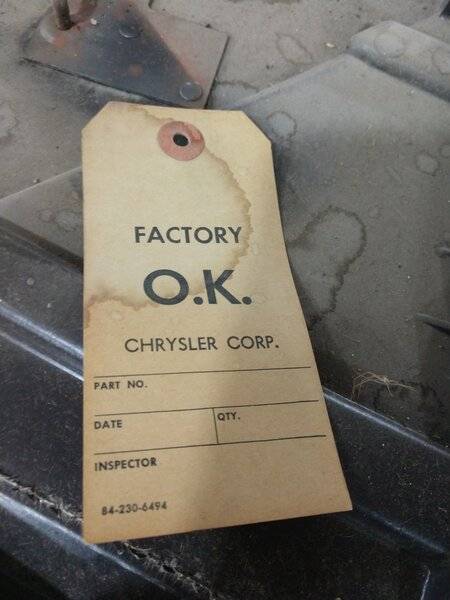 FACTORY
O.K.
CHRYSLER CORP.
PART NO.
DATE QTY.
INSPECTOR
84-230-6494